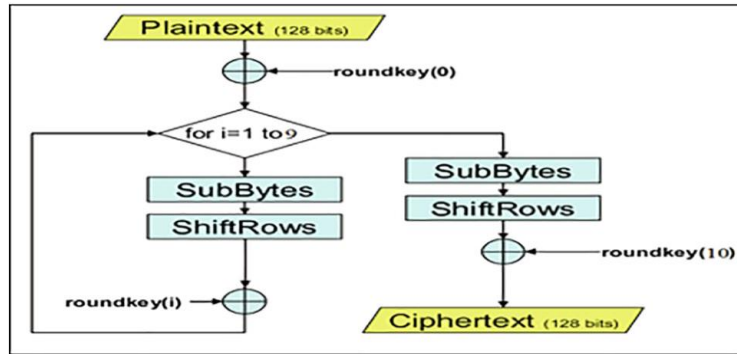 Plaintext (128 bits)
roundkey(0)
for i=1 to9
SubBytes
ShiftRows
roundkey(i)
SubBytes
ShiftRows
roundkey(10)
Ciphertext (128 bits)